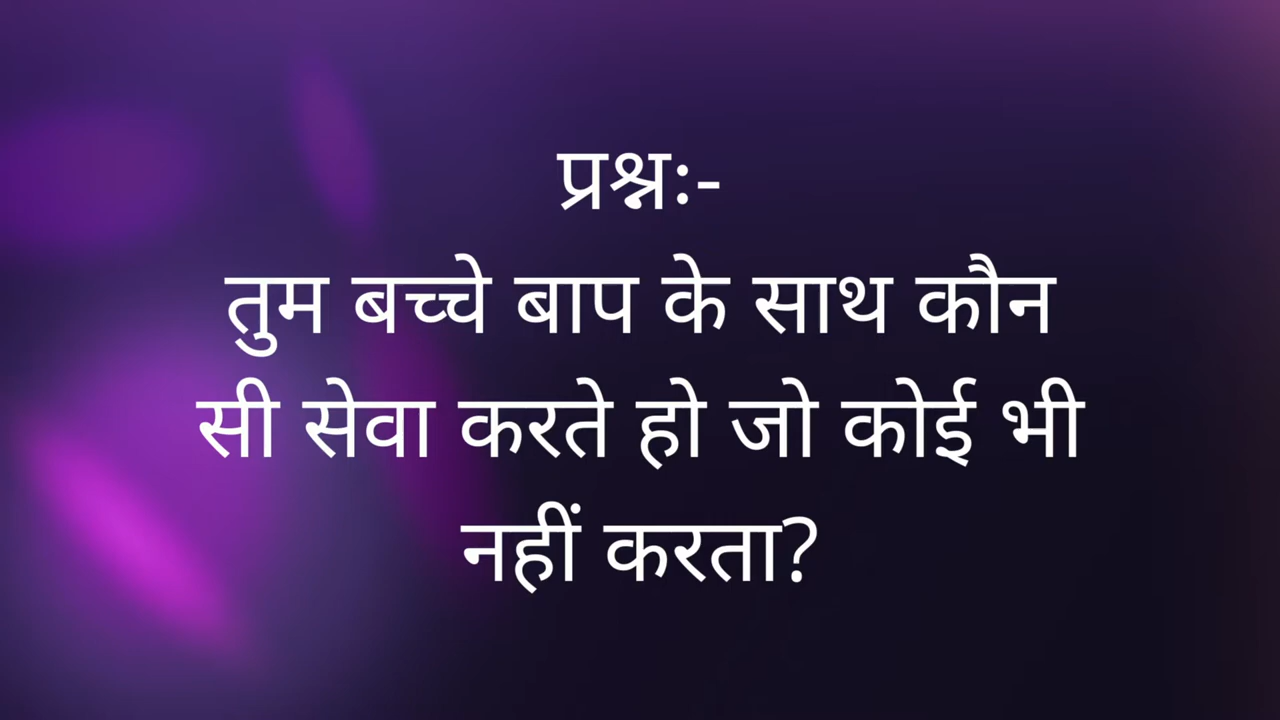 प्रश्नः-
तुम बच्चे बाप के साथ कौन
सी सेवा करते हो जो कोई भी
नहीं करता?